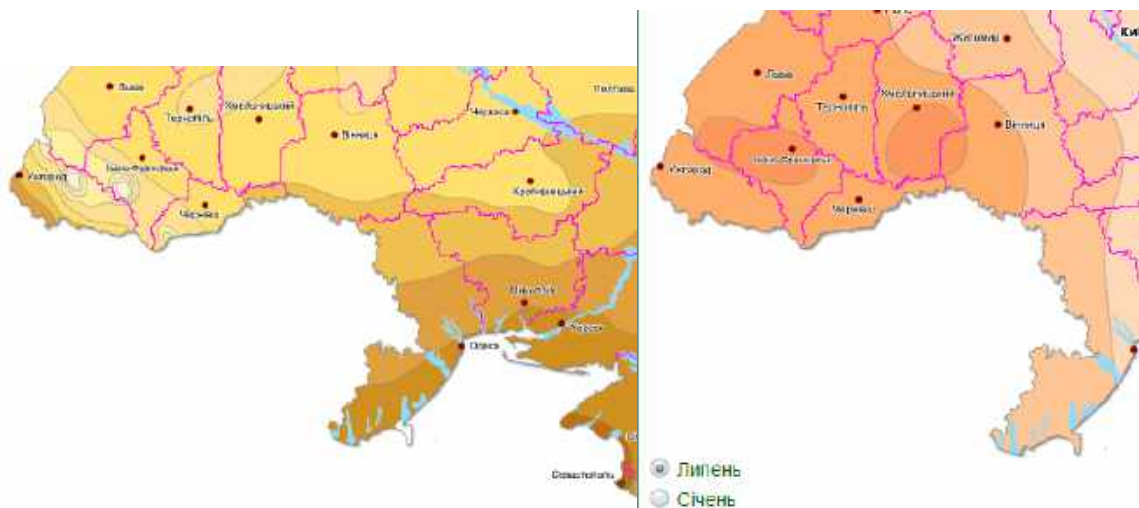 Львів
Тернопіль
Хмельницький
Вінниця
Черкаси
Полтава
Ужгород
Івано-Франківськ
Чернівці
Кропивницький
Миколаїв
Херсон
Одеса
Севастополь
Житомир
Львів
Тернопіль
Хмельницький
Вінниця
Ужгород
Івано-Франківськ
Чернівці
Липень
Січень